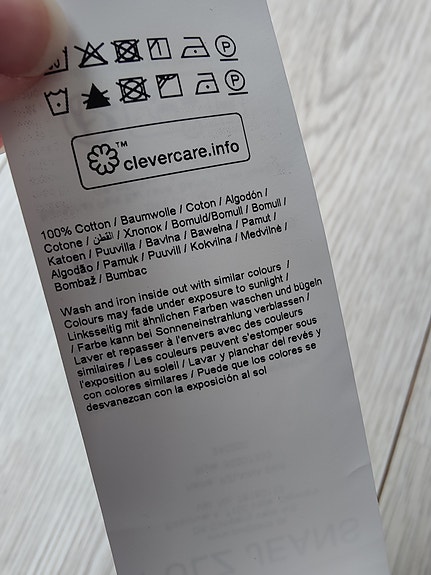 P
P
™
clevercare.info
100% Cotton / Baumwolle / Coton / Algodón /
Cotone / القطن / Хлопок / Bomuld/Bomull / Bomull /
Katoen / Puuvilla / Bavlna / Bawełna / Pamut /
Algodão / Pamuk / Puuvill / Kokvilna / Medvilnė /
Bombaž / Bumbac
Wash and iron inside out with similar colours /
Colours may fade under exposure to sunlight /
Linksseitig mit ähnlichen Farben waschen und bügeln
/ Farbe kann bei Sonneneinstrahlung verblassen /
Laver et repasser à l'envers avec des couleurs
similaires / Les couleurs peuvent s'estomper sous
l'exposition au soleil / Lavar y planchar del revés y
con colores similares / Puede que los colores se
desvanezcan con la exposición al sol